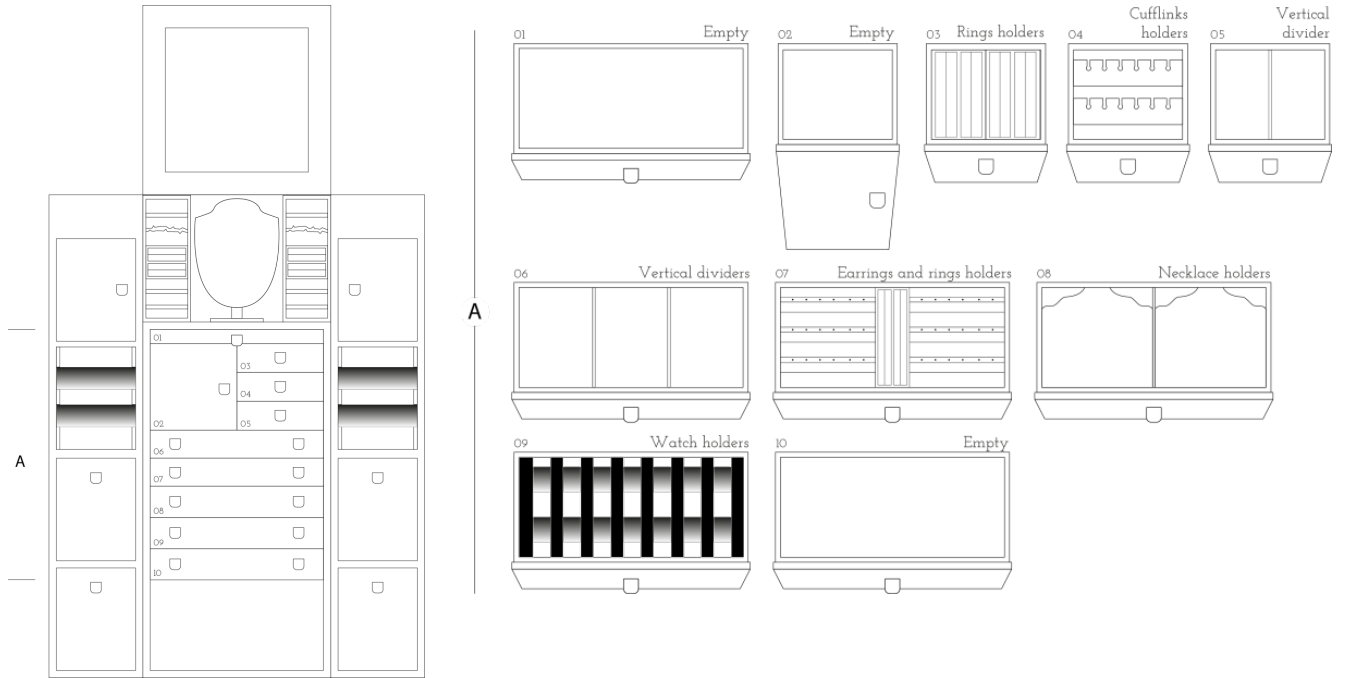 01
02
03
04
05
06
07
08
09
10
A
A
01
Empty
02
Empty
03
Rings holders
04
Cufflinks
holders
05
Vertical
divider
06
Vertical dividers
07
Earrings and rings holders
08
Necklace holders
09
Watch holders
10
Empty